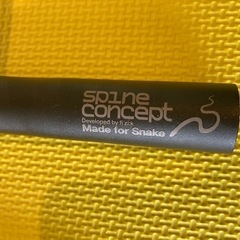 spine
concept
Developed by fi'zi:k
Made for Snake